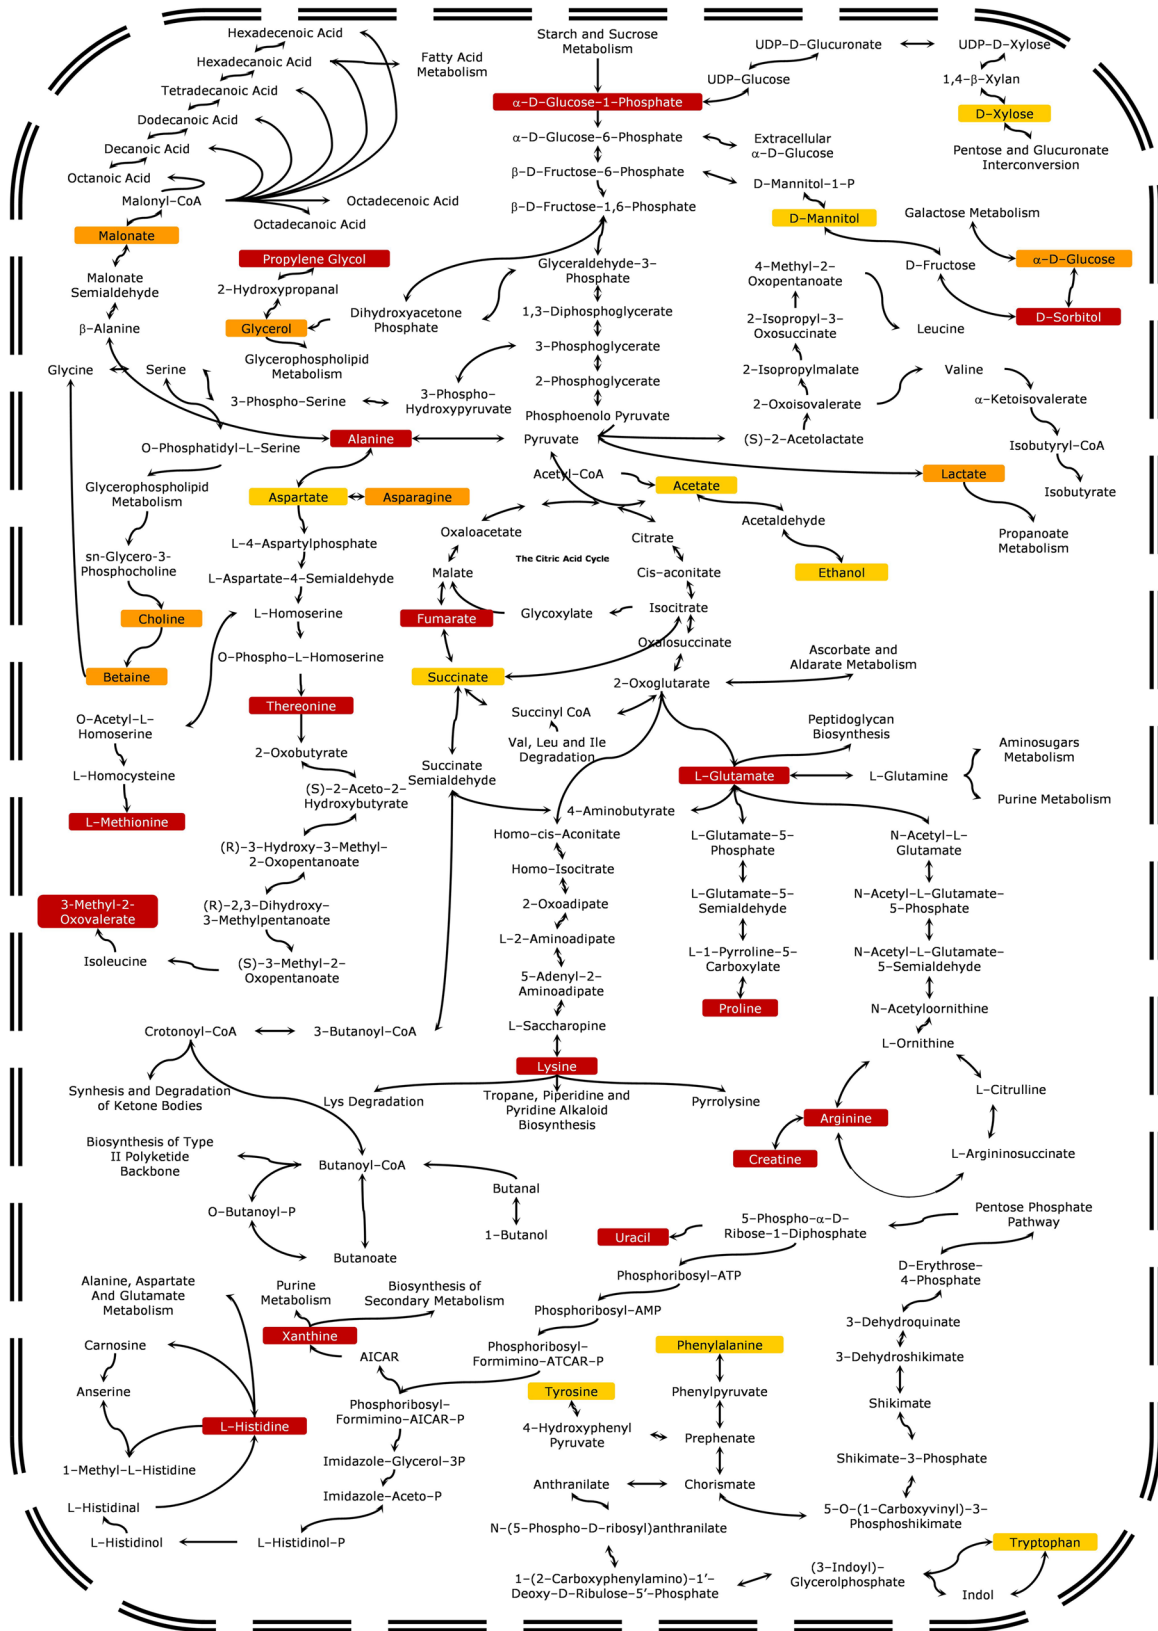 Hexadecenoic Acid
Hexadecanoic Acid
Tetradecanoic Acid
Dodecanoic Acid
Decanoic Acid
Octanoic Acid
Malonyl–CoA
Malonate
Malonate
Semialdehyde
β–Alanine
Fatty Acid
Metabolism
Octadecenoic Acid
Octadecanoic Acid
Starch and Sucrose
Metabolism
α–D–Glucose–1–Phosphate
α–D–Glucose–6–Phosphate
β–D–Fructose–6–Phosphate
β–D–Fructose–1,6–Phosphate
UDP–D–Glucuronate
UDP–Glucose
UDP–D–Xylose
1,4–β–Xylan
D–Xylose
Pentose and Glucuronate
Interconversion
Extracellular
α–D–Glucose
D–Mannitol–1–P
D–Mannitol
Galactose Metabolism
D–Fructose
α–D–Glucose
D–Sorbitol
Propylene Glycol
2–Hydroxypropanal
Glycerol
Glycerophospholipid
Metabolism
Dihydroxyacetone
Phosphate
Glyceraldehyde–3–
Phosphate
1,3–Diphosphoglycerate
3–Phosphoglycerate
2–Phosphoglycerate
Phosphoenolo Pyruvate
Pyruvate
4–Methyl–2–
Oxopentanoate
2–Isopropyl–3–
Oxosuccinate
2–Isopropylmalate
2–Oxoisovalerate
(S)–2–Acetolactate
Leucine
Valine
α–Ketoisovalerate
Isobutyryl–CoA
Isobutyrate
Glycine
Serine
3–Phospho–Serine
3–Phospho–
Hydroxypyruvate
O–Phosphatidyl–L–Serine
Alanine
Glycerophospholipid
Metabolism
Aspartate
Asparagine
Acetyl–CoA
Acetate
Lactate
Propanoate
Metabolism
Acetaldehyde
Ethanol
sn–Glycero–3–
Phosphocholine
Choline
Betaine
L–4–Aspartylphosphate
L–Aspartate–4–Semialdehyde
L–Homoserine
O–Phospho–L–Homoserine
Thereonine
Oxaloacetate
Citrate
The Citric Acid Cycle
Malate
Cis–aconitate
Fumarate
Glycoxylate
Isocitrate
Oxalosuccinate
Succinate
2–Oxoglutarate
Succinyl CoA
Val, Leu and Ile
Degradation
Succinate
Semialdehyde
Ascorbate and
Aldarate Metabolism
Peptidoglycan
Biosynthesis
Aminosugars
Metabolism
L–Glutamate
L–Glutamine
Purine Metabolism
O–Acetyl–L–
Homoserine
L–Homocysteine
L–Methionine
2–Oxobutyrate
(S)–2–Aceto–2–
Hydroxybutyrate
(R)–3–Hydroxy–3–Methyl–
2–Oxopentanoate
(R)–2,3–Dihydroxy–
3–Methylpentanoate
(S)–3–Methyl–2–
Oxopentanoate
3–Methyl–2–
Oxovalerate
Isoleucine
4–Aminobutyrate
Homo–cis–Aconitate
Homo–Isocitrate
2–Oxoadipate
L–2–Aminoadipate
5–Adenyl–2–
Aminoadipate
L–Saccharopine
Lysine
L–Glutamate–5–
Phosphate
L–Glutamate–5–
Semialdehyde
L–1–Pyrroline–5–
Carboxylate
Proline
N–Acetyl–L–
Glutamate
N–Acetyl–L–Glutamate–
5–Phosphate
N–Acetyl–L–Glutamate–
5–Semialdehyde
N–Acetyloornithine
L–Ornithine
L–Citrulline
Arginine
Creatine
L–Argininosuccinate
Crotonoyl–CoA
3–Butanoyl–CoA
Synhesis and Degradation
of Ketone Bodies
Lys Degradation
Tropane, Piperidine and
Pyridine Alkaloid
Biosynthesis
Pyrrolysine
Biosynthesis of Type
II Polyketide
Backbone
Butanoyl–CoA
Butanal
1–Butanol
O–Butanoyl–P
Butanoate
Uracil
5–Phospho–α–D–
Ribose–1–Diphosphate
Pentose Phosphate
Pathway
Phosphoribosyl–ATP
Phosphoribosyl–AMP
Phosphoribosyl–
Formimino–ATCAR–P
D–Erythrose–
4–Phosphate
3–Dehydroquinate
3–Dehydroshikimate
Shikimate
Shikimate–3–Phosphate
5–O–(1–Carboxyvinyl)–3–
Phosphoshikimate
Alanine, Aspartate
And Glutamate
Metabolism
Purine
Metabolism
Biosynthesis of
Secondary Metabolism
Xanthine
AICAR
Carnosine
Anserine
L–Histidine
1–Methyl–L–Histidine
L–Histidinal
L–Histidinol
L–Histidinol–P
Phosphoribosyl–
Formimino–AICAR–P
Imidazole–Glycerol–3P
Imidazole–Aceto–P
Phenylalanine
Tyrosine
Phenylpyruvate
4–Hydroxyphenyl
Pyruvate
Prephenate
Anthranilate
Chorismate
N–(5–Phospho–D–ribosyl)anthranilate
1–(2–Carboxyphenylamino)–1′–
Deoxy–D–Ribulose–5′–Phosphate
(3–Indoyl)–
Glycerolphosphate
Tryptophan
Indol